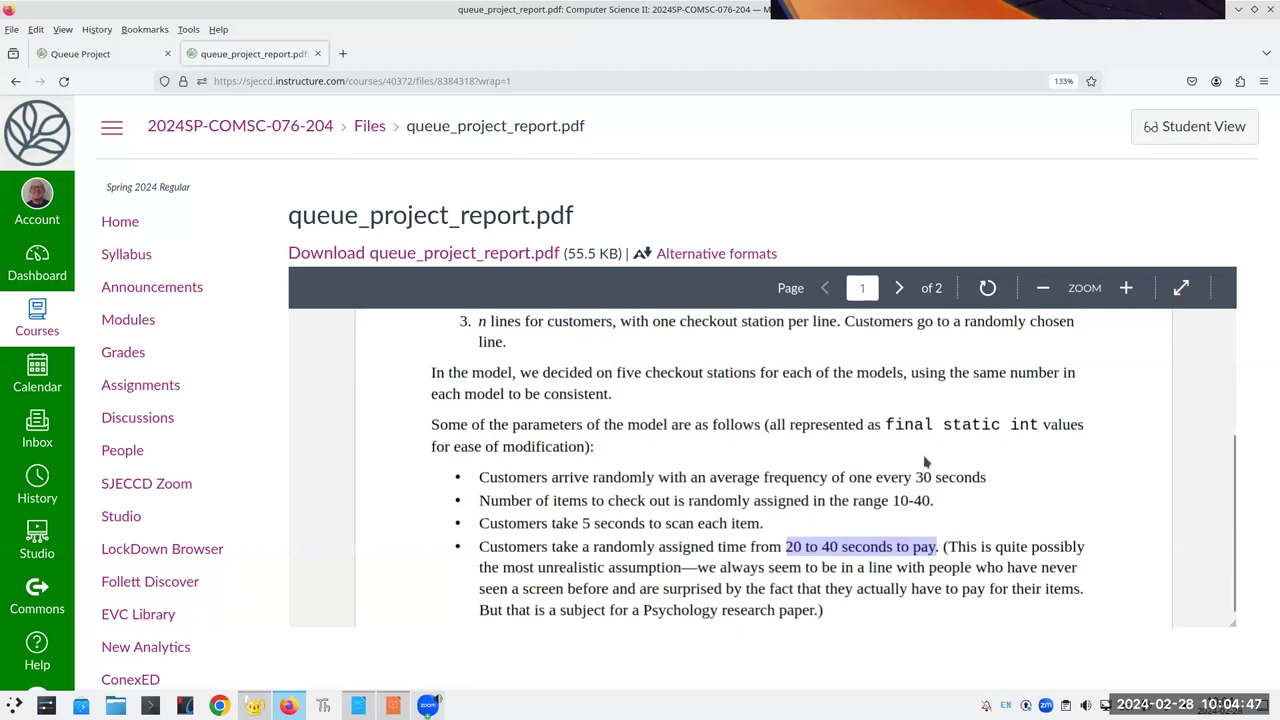 queue_project_report.pdf: Computer Science II: 2024SP-COMSC-076-204 — M
File Edit View History Bookmarks Tools Help
Queue Project
queue_project_report.pdf:
https://sjeccd.instructure.com/courses/40372/files/8384318?wrap=1
133%
2024SP-COMSC-076-204 › Files › queue_project_report.pdf
Student View
Account
Dashboard
Courses
Calendar
Inbox
History
Studio
Commons
Help
Spring 2024 Regular
Home
Syllabus
Announcements
Modules
Grades
Assignments
Discussions
People
SJECCD Zoom
Studio
LockDown Browser
Follett Discover
EVC Library
New Analytics
ConexED
queue_project_report.pdf
Download queue_project_report.pdf (55.5 KB) | Alternative formats
Page 1 of 2 ZOOM
3. n lines for customers, with one checkout station per line. Customers go to a randomly chosen
line.
In the model, we decided on five checkout stations for each of the models, using the same number in
each model to be consistent.
Some of the parameters of the model are as follows (all represented as final static int values
for ease of modification):
• Customers arrive randomly with an average frequency of one every 30 seconds
• Number of items to check out is randomly assigned in the range 10-40.
• Customers take 5 seconds to scan each item.
• Customers take a randomly assigned time from 20 to 40 seconds to pay. (This is quite possibly
the most unrealistic assumption—we always seem to be in a line with people who have never
seen a screen before and are surprised by the fact that they actually have to pay for their items.
But that is a subject for a Psychology research paper.)
Th
zoom
EN
zm
2024-02-28 10:04:47